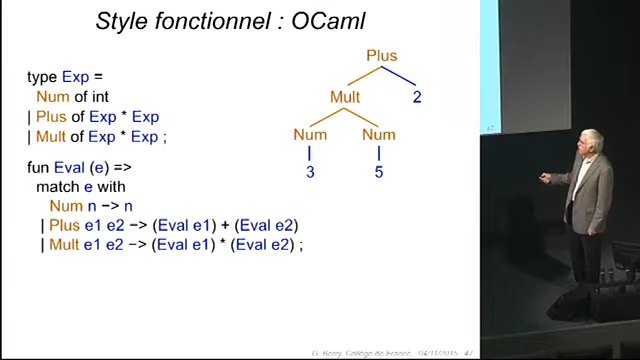 Style fonctionnel : OCaml
type Exp =
Num of int
| Plus of Exp * Exp
| Mult of Exp * Exp ;
fun Eval (e) =>
match e with
Num n −> n
| Plus e1 e2 −> (Eval e1) + (Eval e2)
| Mult e1 e2 −> (Eval e1) * (Eval e2) ;
Plus
Mult 2
Num Num
3 5
G. Berry, Collège de France, 04/11/2015 47
47